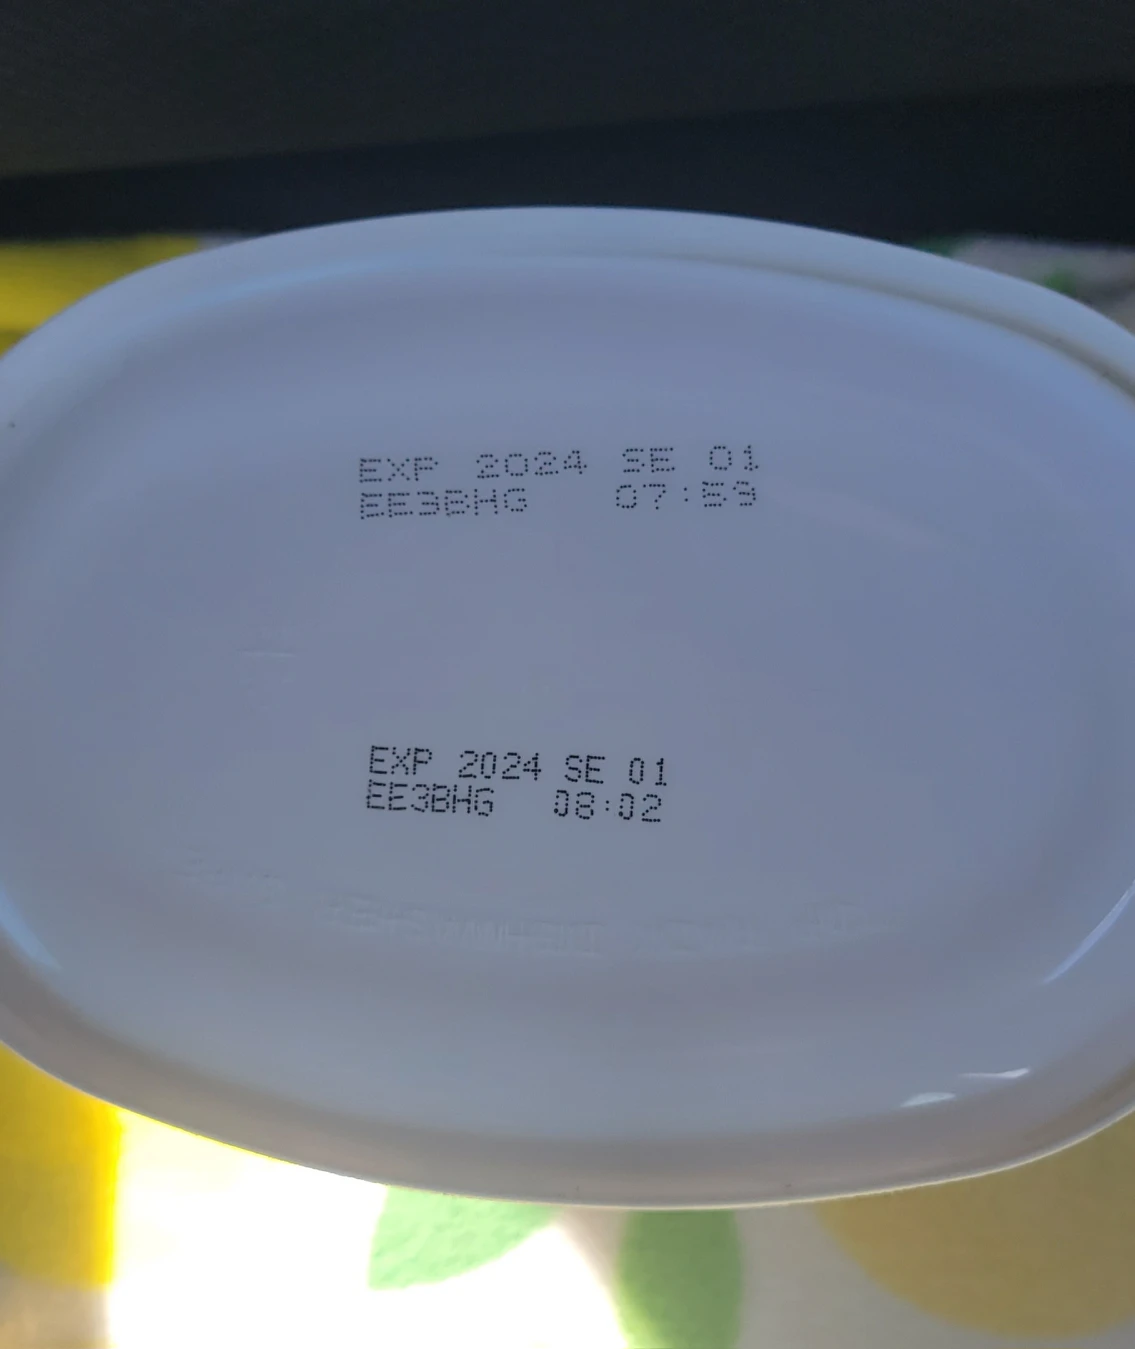 EXP 2024 SE 01
EE3BHG 07:59
EXP 2024 SE 01
EE3BHG 08:02